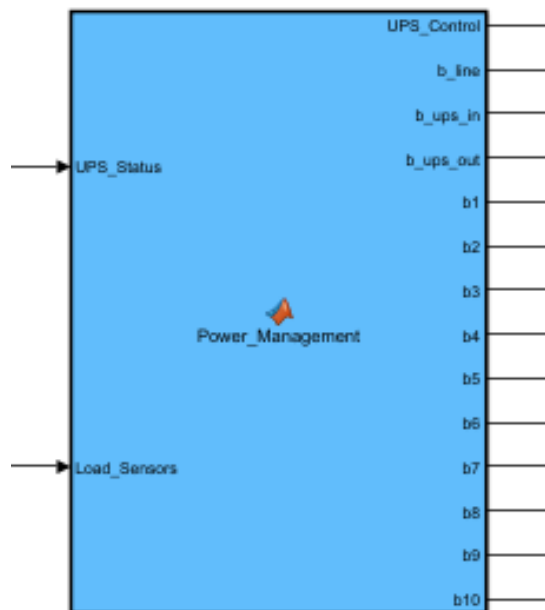 UPS_Control
b_line
b_ups_in
b_ups_out
UPS_Status
b1
b2
b3
Power_Management
b4
b5
b6
Load_Sensors
b7
b8
b9
b10